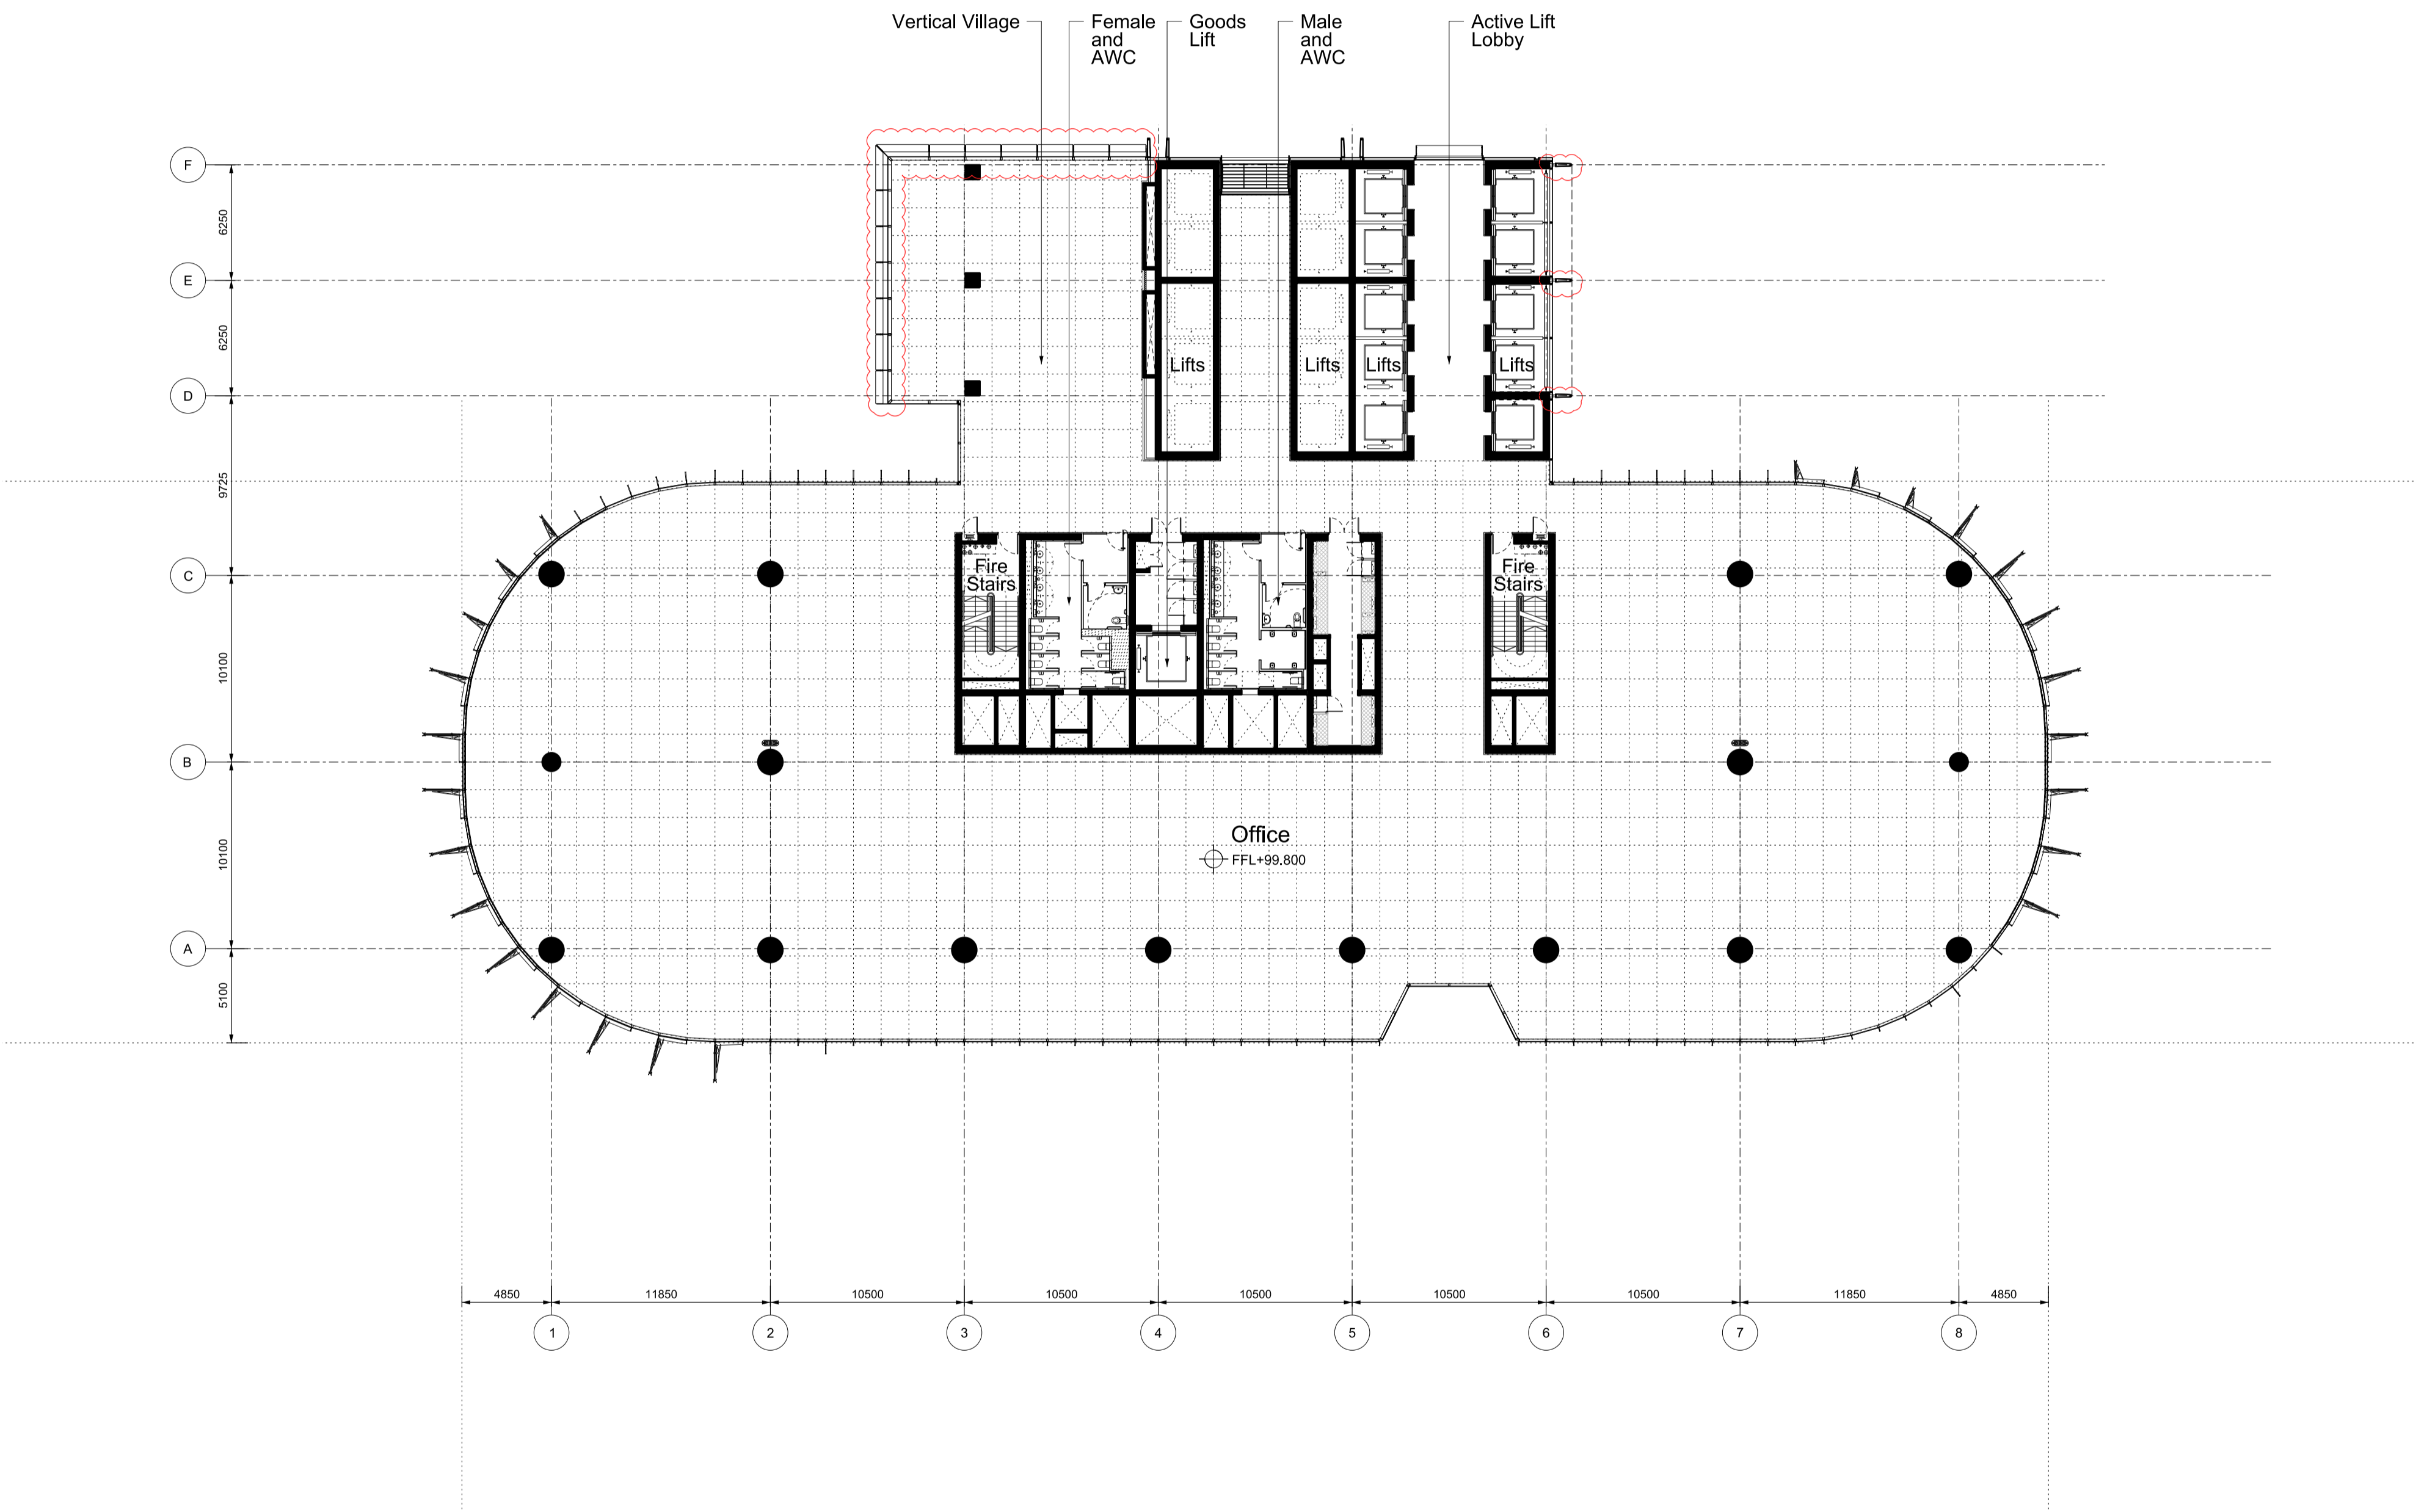 Vertical Village
Female
and
AWC
Goods
Lift
Male
and
AWC
Active Lift
Lobby
F
6250
E
6250
Lifts
Lifts
Lifts
Lifts
D
9725
C
Fire
Stairs
Fire
Stairs
10100
B
Office
FFL+99.800
10100
A
5100
4850
11850
10500
10500
10500
10500
10500
11850
4850
1
2
3
4
5
6
7
8